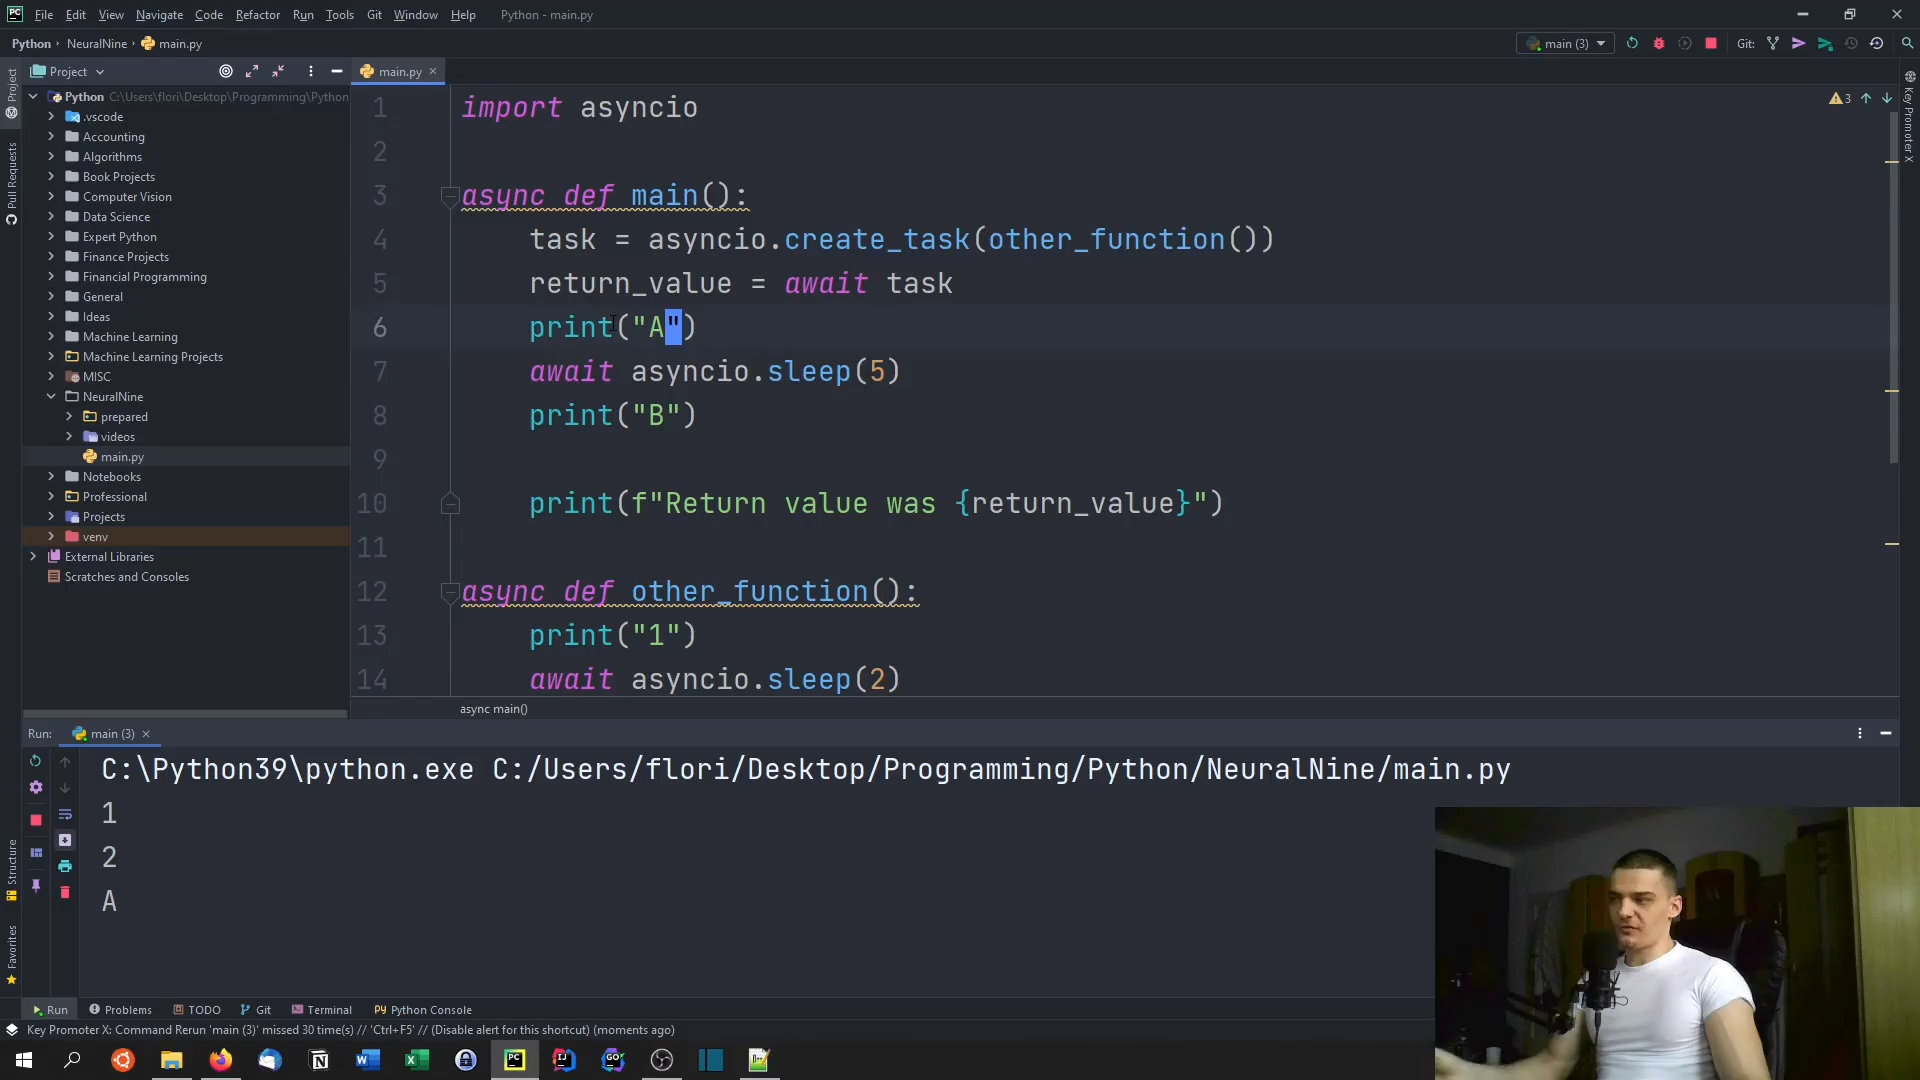 File Edit View Navigate Code Refactor Run Tools Git Window Help Python - main.py
Python NeuralNine main.py
main (3)
Git:
Project
main.py
Project
Pull Requests
Structure
Favorites
Key Promoter X
Python C:\Users\flori\Desktop\Programming\Python
.vscode
Accounting
Algorithms
Book Projects
Computer Vision
Data Science
Expert Python
Finance Projects
Financial Programming
General
Ideas
Machine Learning
Machine Learning Projects
MISC
NeuralNine
prepared
videos
main.py
Notebooks
Professional
Projects
venv
External Libraries
Scratches and Consoles
3
1 import asyncio
2
3 async def main():
4 task = asyncio.create_task(other_function())
5 return_value = await task
6 print("A")
7 await asyncio.sleep(5)
8 print("B")
9
10 print(f"Return value was {return_value}")
11
12 async def other_function():
13 print("1")
14 await asyncio.sleep(2)
async main()
Run: main (3)
C:\Python39\python.exe C:/Users/flori/Desktop/Programming/Python/NeuralNine/main.py
1
2
A
Run Problems TODO Git Terminal Python Console
Key Promoter X: Command Rerun 'main (3)' missed 30 time(s) // 'Ctrl+F5' // (Disable alert for this shortcut) (moments ago)